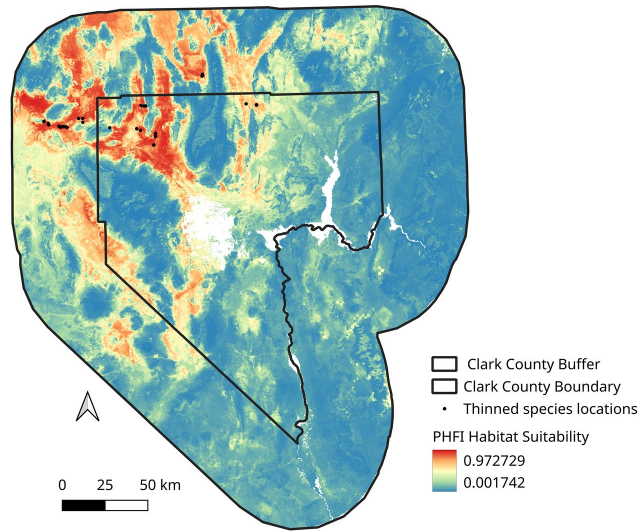 Clark County Buffer
Clark County Boundary
Thinned species locations
PHFI Habitat Suitability
0.972729
0.001742
0 25 50 km